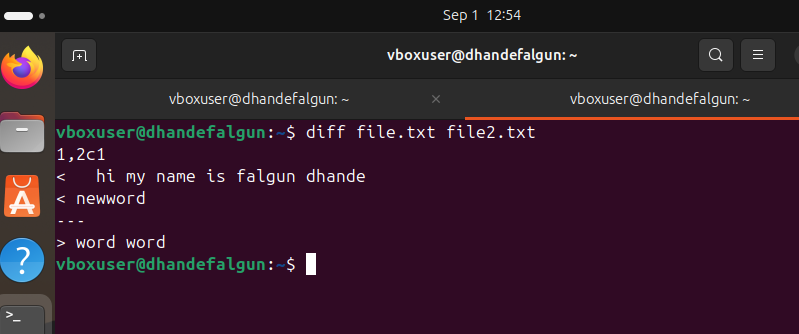 Sep 1 12:54
vboxuser@dhandefalgun: ~
vboxuser@dhandefalgun: ~ × vboxuser@dhandefalgun: ~
vboxuser@dhandefalgun:~$ diff file.txt file2.txt
1,2c1
<   hi my name is falgun dhande
< newword
---
> word word
vboxuser@dhandefalgun:~$
?
>_